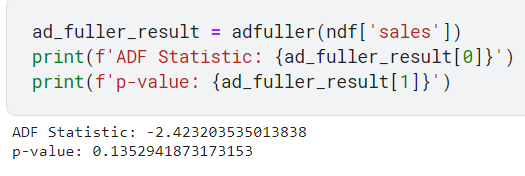 ad_fuller_result = adfuller(ndf['sales'])
print(f'ADF Statistic: {ad_fuller_result[0]}')
print(f'p-value: {ad_fuller_result[1]}')
ADF Statistic: -2.423203535013838
p-value: 0.1352941873173153